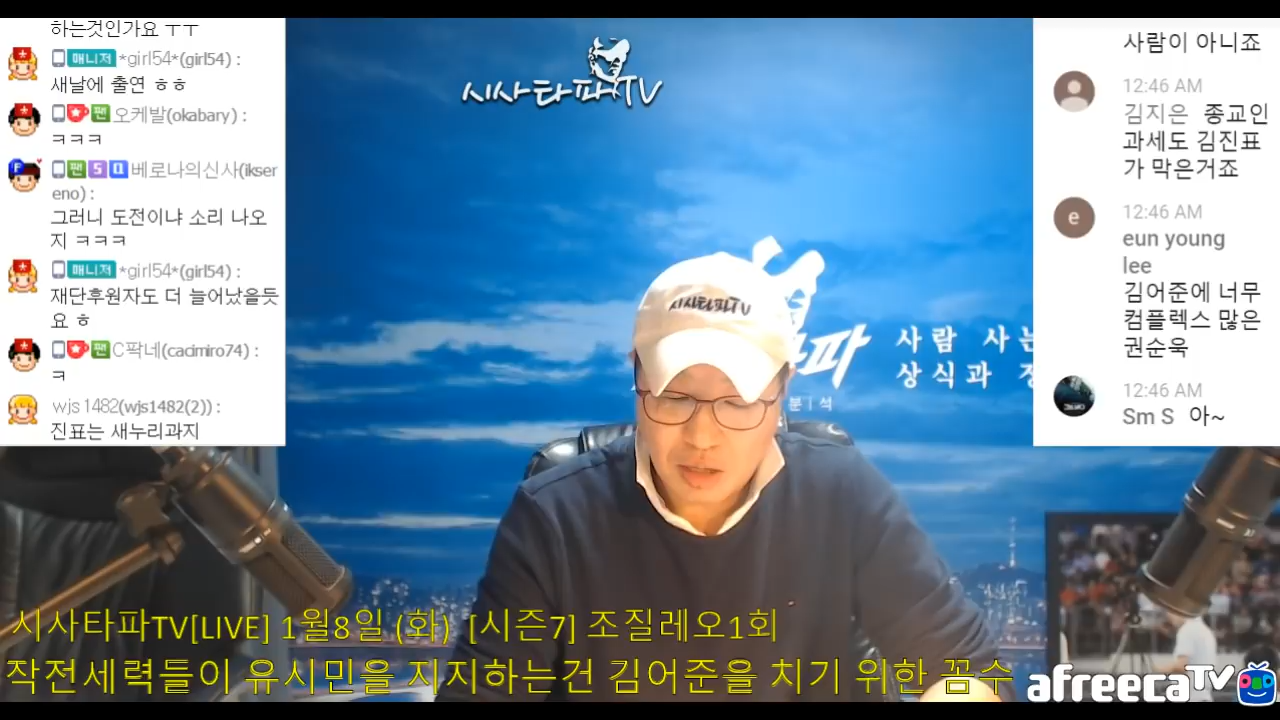 하는것인가요 ㅜㅜ
매니저 *girl54*(girl54) :
새날에 출연 ㅎㅎ
팬 오케발(okabary) :
ㅋㅋㅋ
F 팬 5 Q 베로나의신사(ikser
eno) :
그러니 도전이냐 소리 나오
지 ㅋㅋㅋ
매니저 *girl54*(girl54) :
재단후원자도 더 늘어났을듯
요 ㅎ
팬 C팍네(cacimiro74) :
ㅋ
wjs1482(wjs1482(2)) :
진표는 새누리과지
시사타파TV
시사타파TV
파
사람 사는
상식과 정
분|석
사람이 아니죠
12:46 AM
김지은 종교인
과세도 김진표
가 막은거죠
e
12:46 AM
eun young
lee
김어준에 너무
컴플렉스 많은
권순욱
12:46 AM
Sm S 아~
시사타파TV[LIVE] 1월8일 (화) [시즌7] 조질레오1회
작전세력들이 유시민을 지지하는건 김어준을 치기 위한 꼼수
afreecaTV